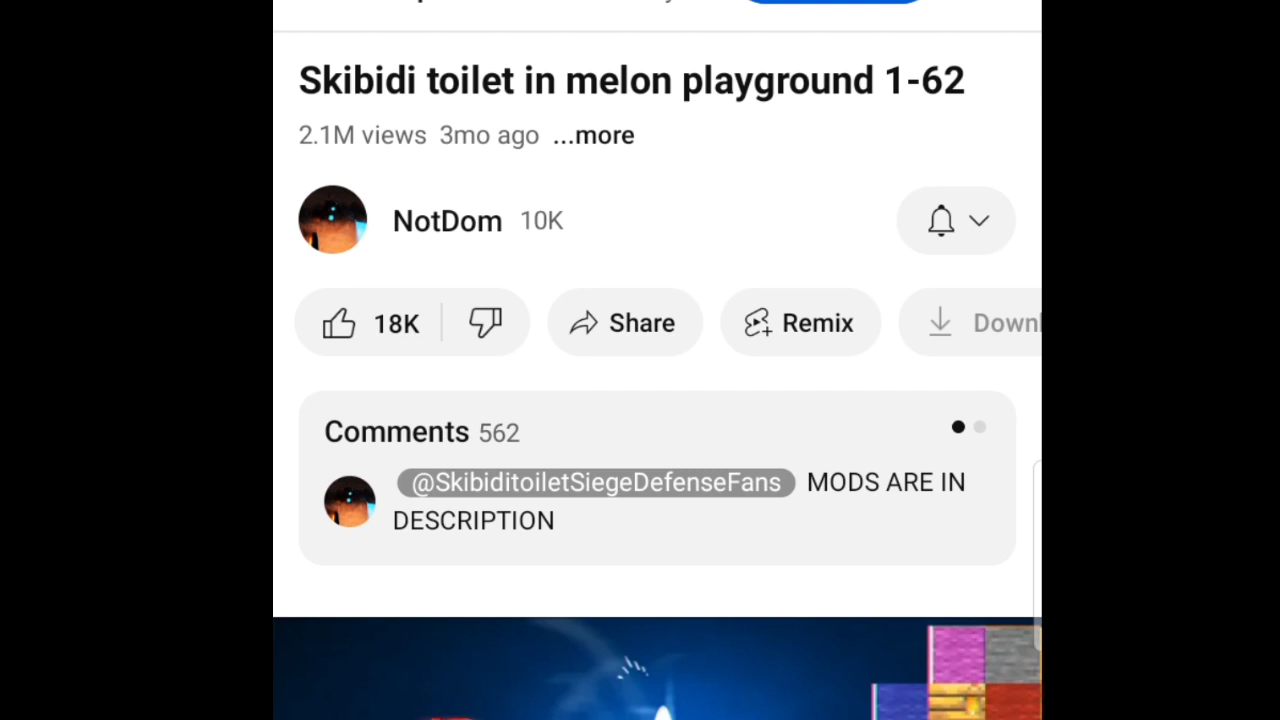 Skibidi toilet in melon playground 1-62
2.1M views 3mo ago ...more
NotDom 10K
18K Share Remix Downl
Comments 562
@SkibiditoiletSiegeDefenseFans MODS ARE IN
DESCRIPTION